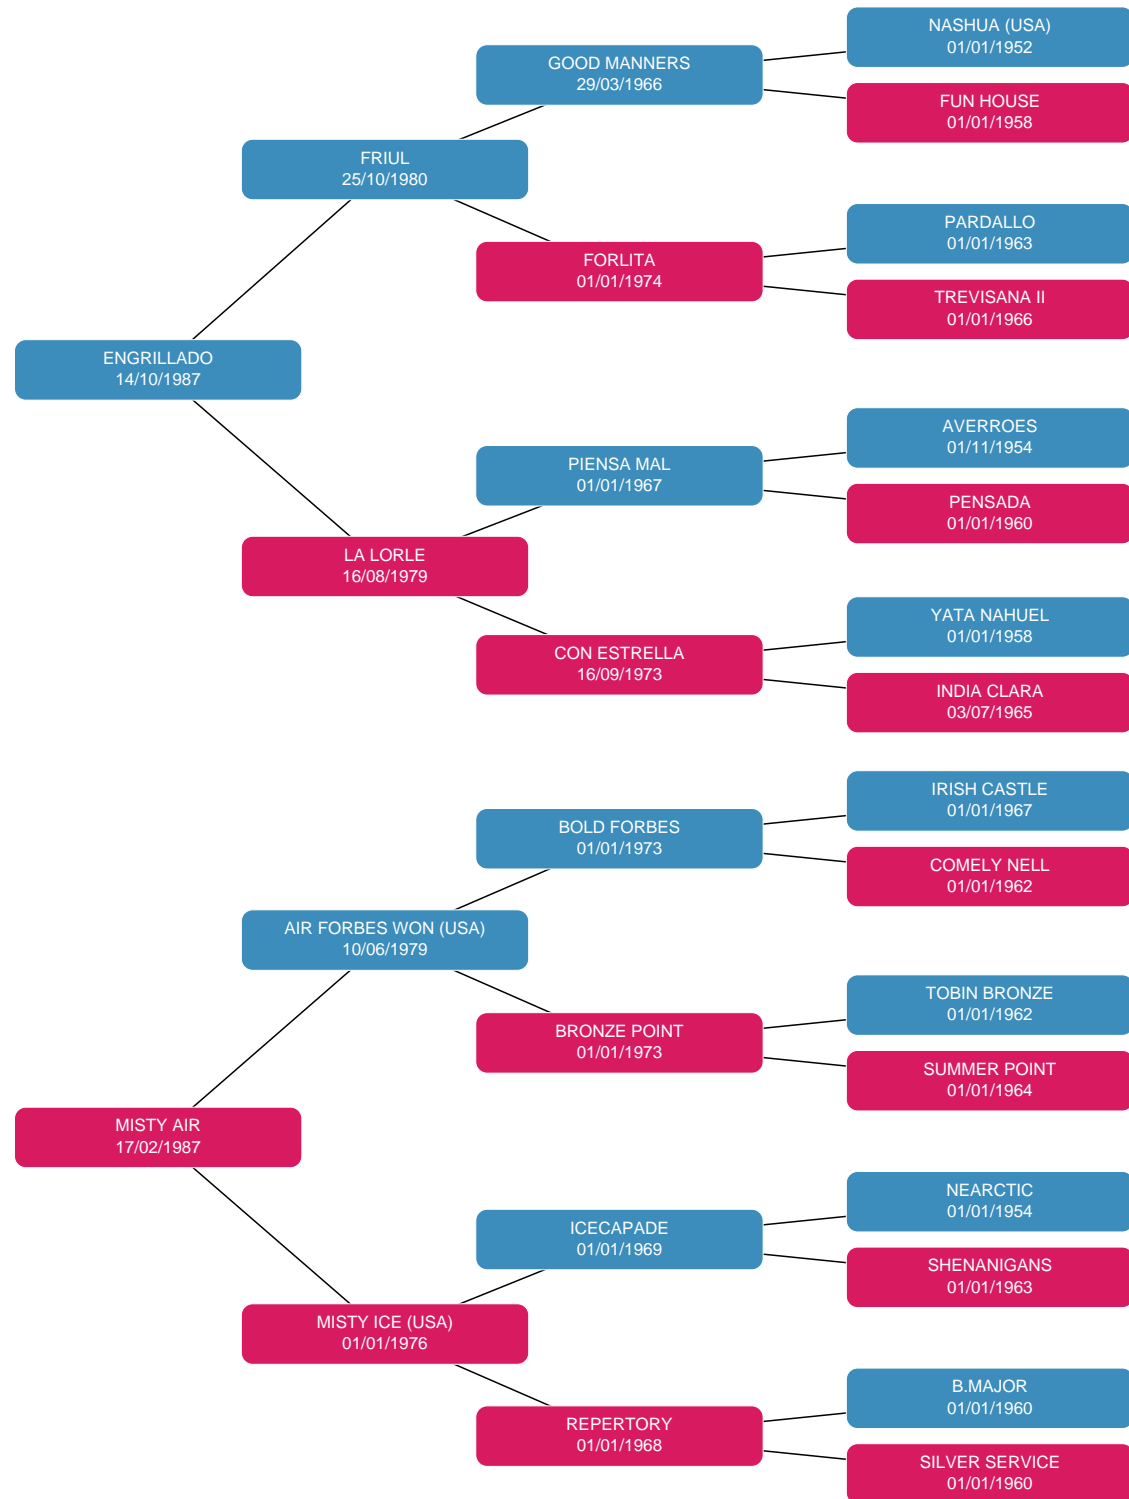 NASHUA (USA)
01/01/1952
GOOD MANNERS
29/03/1966
FUN HOUSE
01/01/1958
FRIUL
25/10/1980
PARDALLO
01/01/1963
FORLITA
01/01/1974
TREVISANA II
01/01/1966
ENGRILLADO
14/10/1987
AVERROES
01/11/1954
PIENSA MAL
01/01/1967
PENSADA
01/01/1960
LA LORLE
16/08/1979
YATA NAHUEL
01/01/1958
CON ESTRELLA
16/09/1973
INDIA CLARA
03/07/1965
IRISH CASTLE
01/01/1967
BOLD FORBES
01/01/1973
COMELY NELL
01/01/1962
AIR FORBES WON (USA)
10/06/1979
TOBIN BRONZE
01/01/1962
BRONZE POINT
01/01/1973
SUMMER POINT
01/01/1964
MISTY AIR
17/02/1987
NEARCTIC
01/01/1954
ICECAPADE
01/01/1969
SHENANIGANS
01/01/1963
MISTY ICE (USA)
01/01/1976
B.MAJOR
01/01/1960
REPERTORY
01/01/1968
SILVER SERVICE
01/01/1960